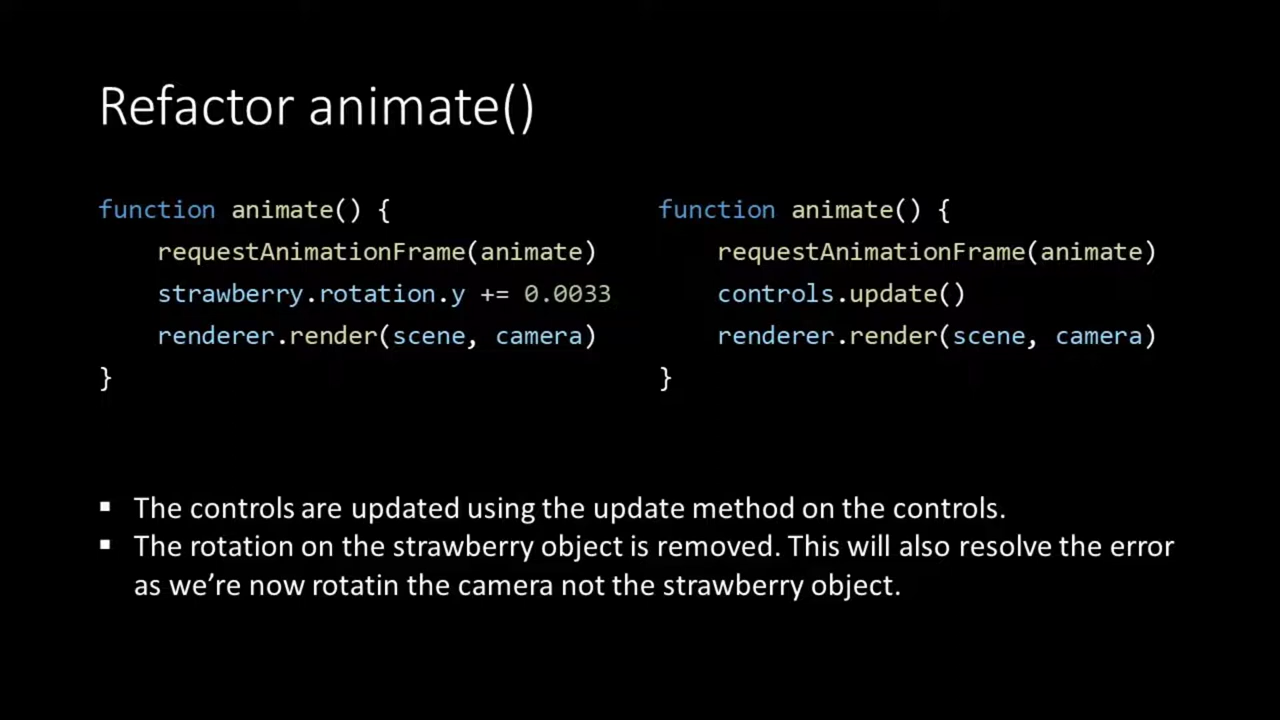 Refactor animate()
function animate() {
requestAnimationFrame(animate)
strawberry.rotation.y += 0.0033
renderer.render(scene, camera)
}
function animate() {
requestAnimationFrame(animate)
controls.update()
renderer.render(scene, camera)
}
▪ The controls are updated using the update method on the controls.
▪ The rotation on the strawberry object is removed. This will also resolve the error
as we’re now rotatin the camera not the strawberry object.